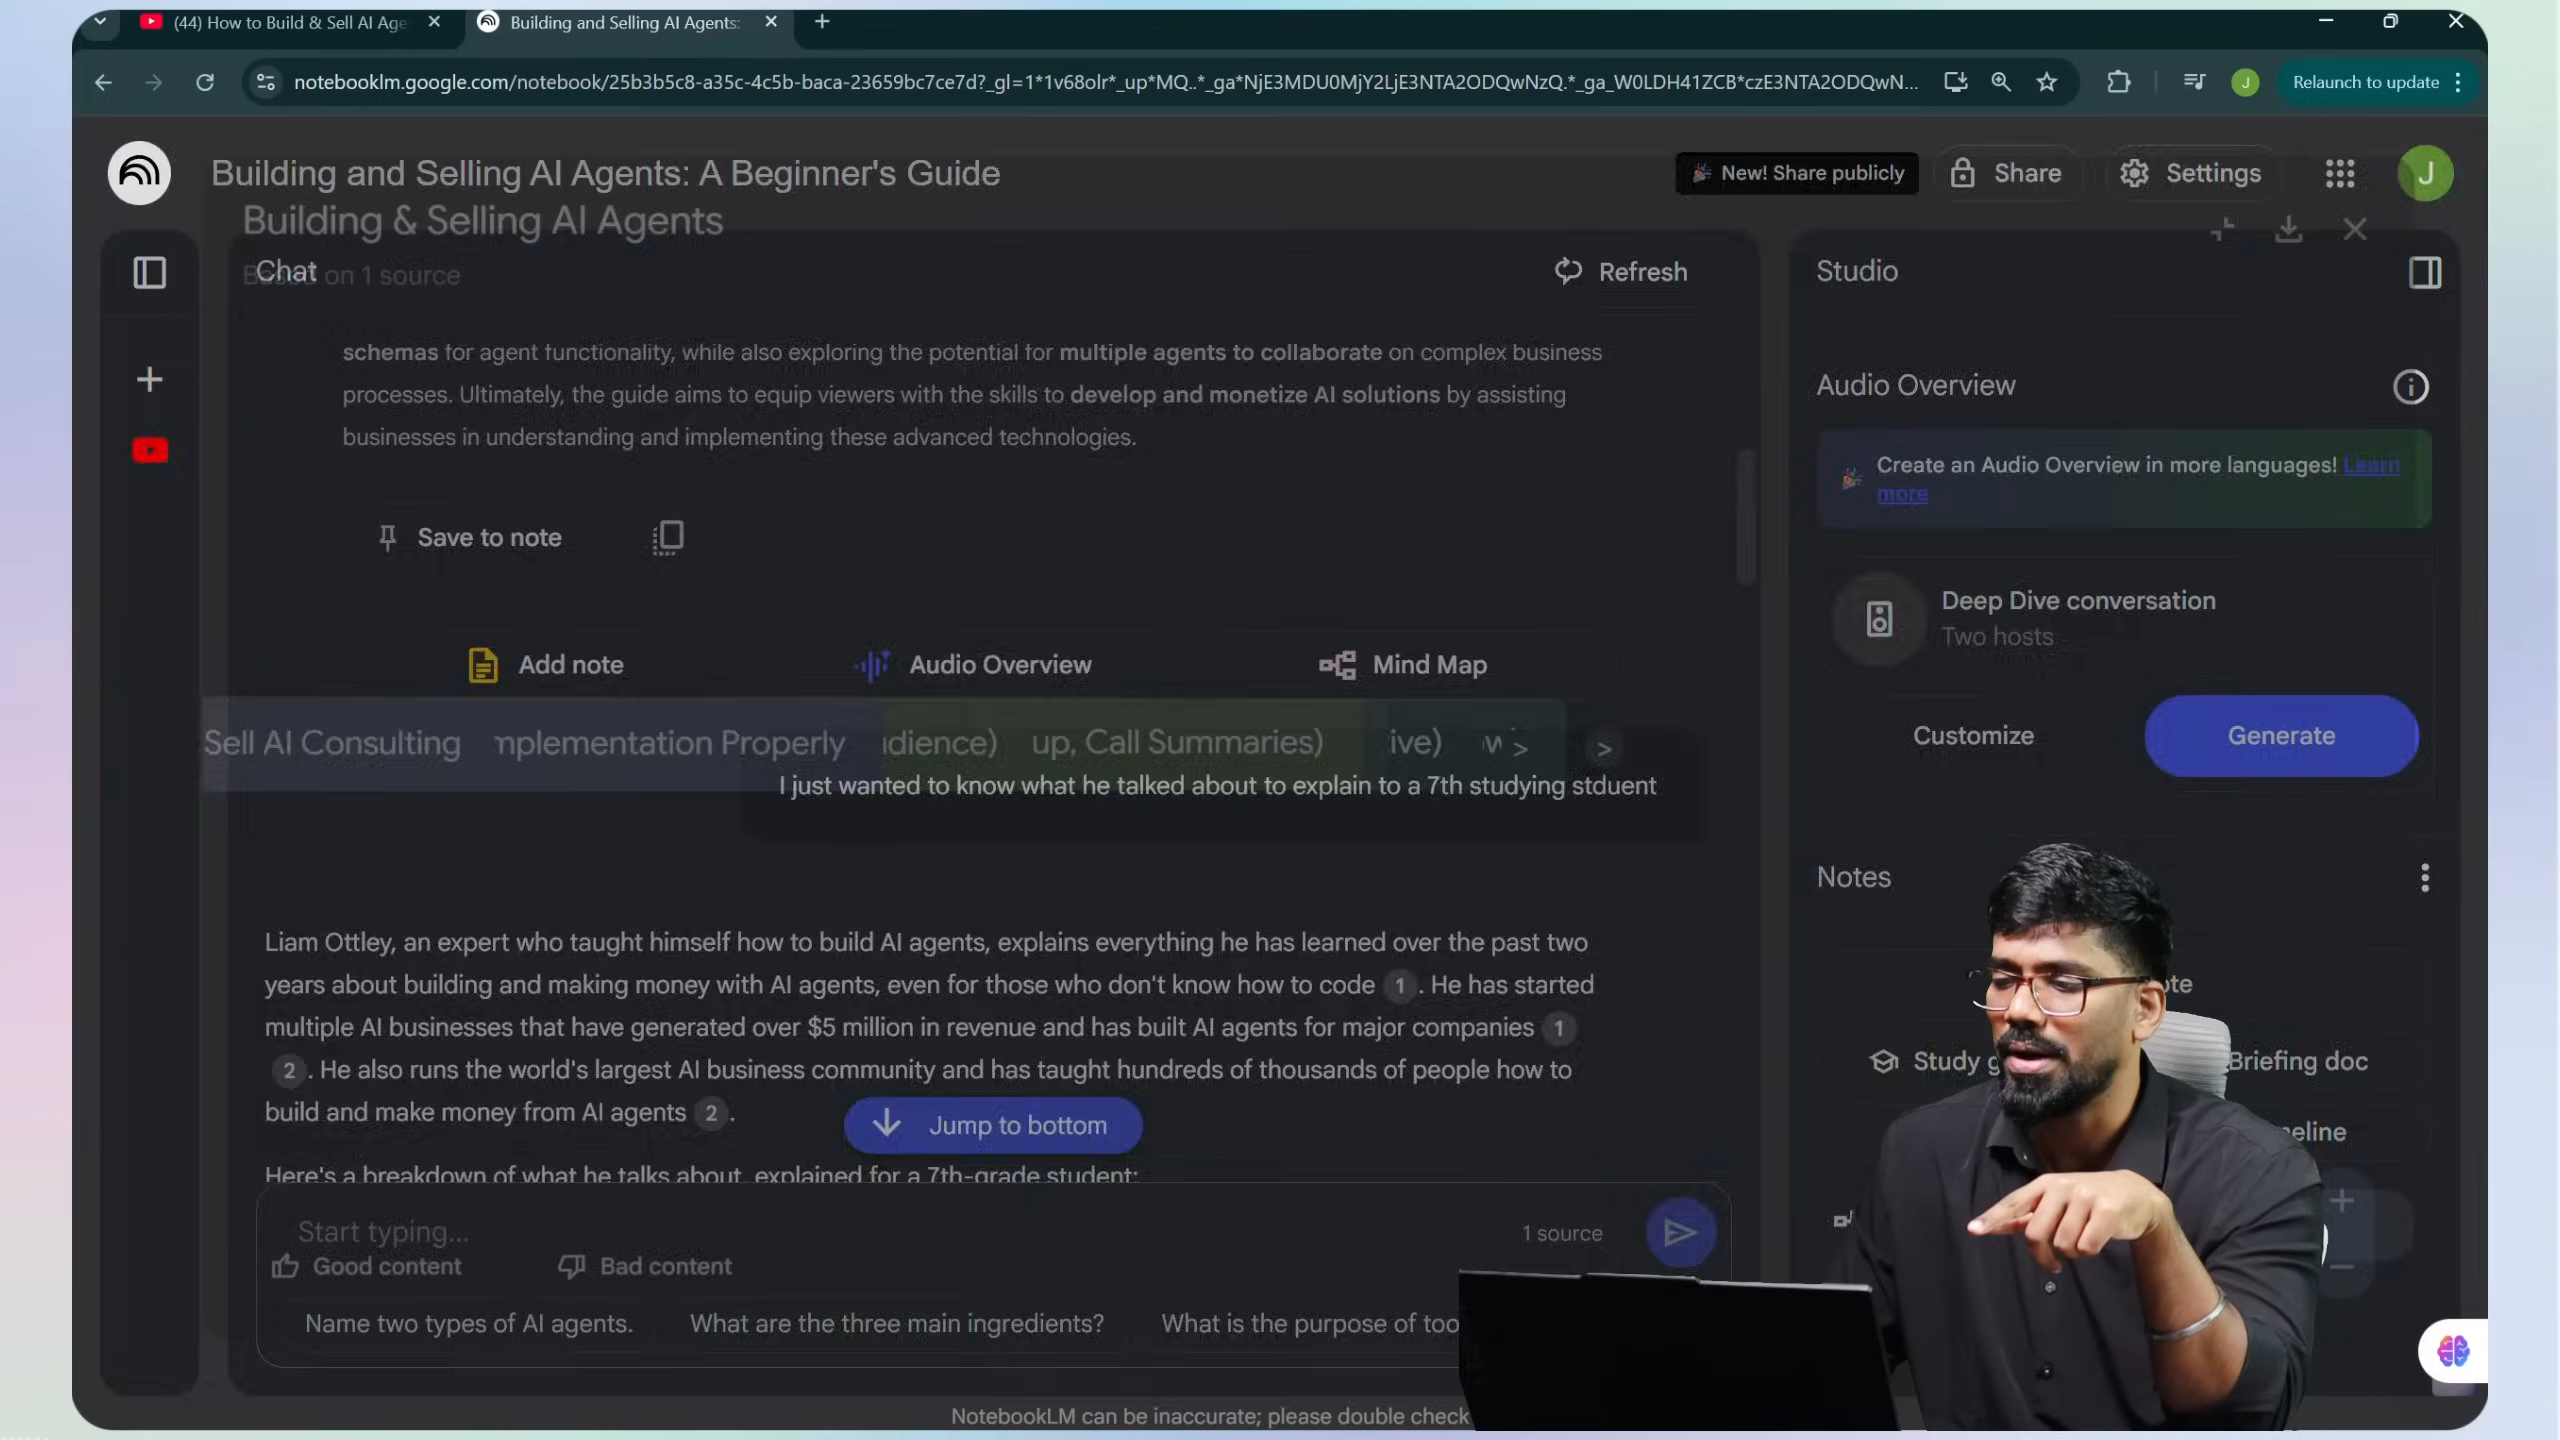 (44) How to Build & Sell AI Age
Building and Selling AI Agents:
notebooklm.google.com/notebook/25b3b5c8-a35c-4c5b-baca-23659bc7ce7d?_gl=1*1v68olr*_up*MQ..*_ga*NjE3MDU0MjY2LjE3NTA2ODQwNzQ.*_ga_W0LDH41ZCB*czE3NTA2ODQwN...
J
Relaunch to update
Building and Selling AI Agents: A Beginner's Guide
New! Share publicly
Share
Settings
J
Building & Selling AI Agents
Based on 1 source
Chat
Refresh
Studio
schemas for agent functionality, while also exploring the potential for multiple agents to collaborate on complex business
processes. Ultimately, the guide aims to equip viewers with the skills to develop and monetize AI solutions by assisting
businesses in understanding and implementing these advanced technologies.
Audio Overview
Create an Audio Overview in more languages! Learn
more
Save to note
Deep Dive conversation
Two hosts
Add note
Audio Overview
Mind Map
Customize
Generate
Sell AI Consulting
mplementation Properly
idience)
up, Call Summaries)
ive)
>
>
I just wanted to know what he talked about to explain to a 7th studying stduent
Notes
Liam Ottley, an expert who taught himself how to build AI agents, explains everything he has learned over the past two
years about building and making money with AI agents, even for those who don't know how to code 1 . He has started
multiple AI businesses that have generated over $5 million in revenue and has built AI agents for major companies 1
2 . He also runs the world's largest AI business community and has taught hundreds of thousands of people how to
build and make money from AI agents 2 .
Jump to bottom
Here's a breakdown of what he talks about, explained for a 7th-grade student:
ote
Study g
Briefing doc
eline
Start typing...
1 source
Good content
Bad content
Name two types of AI agents.
What are the three main ingredients?
What is the purpose of too
NotebookLM can be inaccurate; please double check